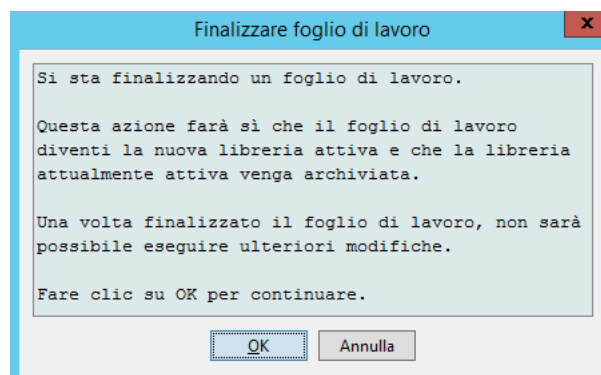 Finalizzare foglio di lavoro
x
Si sta finalizzando un foglio di lavoro.
Questa azione farà sì che il foglio di lavoro
diventi la nuova libreria attiva e che la libreria
attualmente attiva venga archiviata.
Una volta finalizzato il foglio di lavoro, non sarà
possibile eseguire ulteriori modifiche.
Fare clic su OK per continuare.
OK Annulla